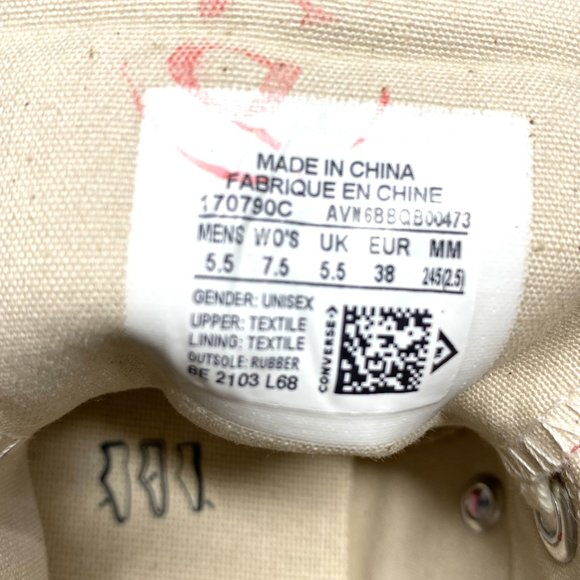 MADE IN CHINA
FABRIQUE EN CHINE
170790C AVM6BBQB00473
MENS WO'S UK EUR MM
5.5 7.5 5.5 38 245(2.5)
GENDER: UNISEX
UPPER: TEXTILE
LINING: TEXTILE
OUTSOLE: RUBBER
BE 2103 L68
CONVERSE